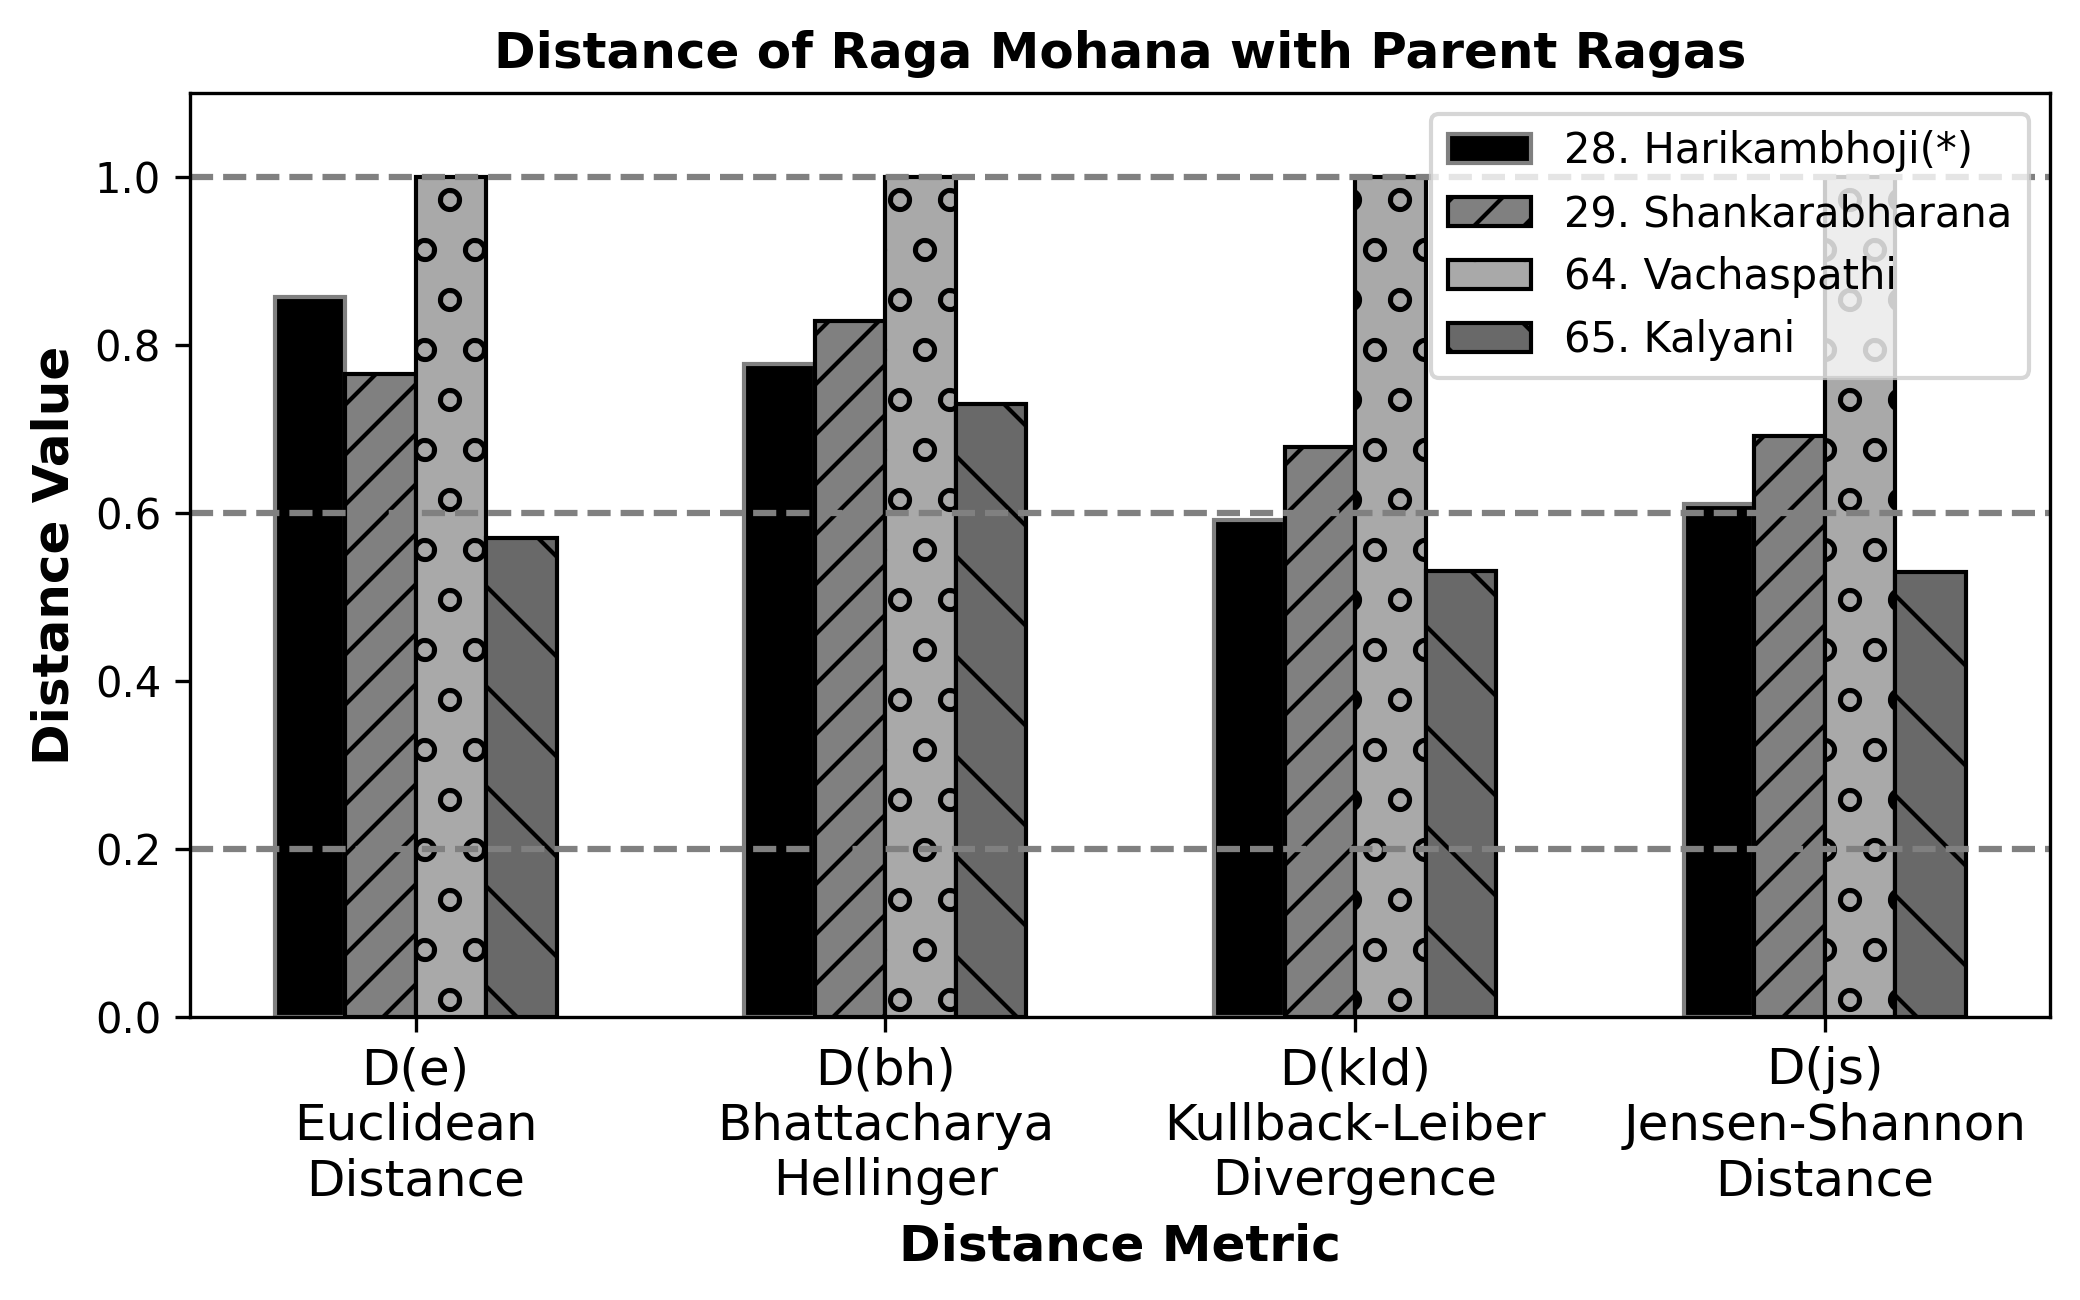 Distance of Raga Mohana with Parent Ragas
28. Harikambhoji(*)
29. Shankarabharana
64. Vachaspathi
65. Kalyani
Distance Value
1.0
0.8
0.6
0.4
0.2
0.0
D(e)
Euclidean
Distance
D(bh)
Bhattacharya
Hellinger
D(kld)
Kullback-Leiber
Divergence
D(js)
Jensen-Shannon
Distance
Distance Metric